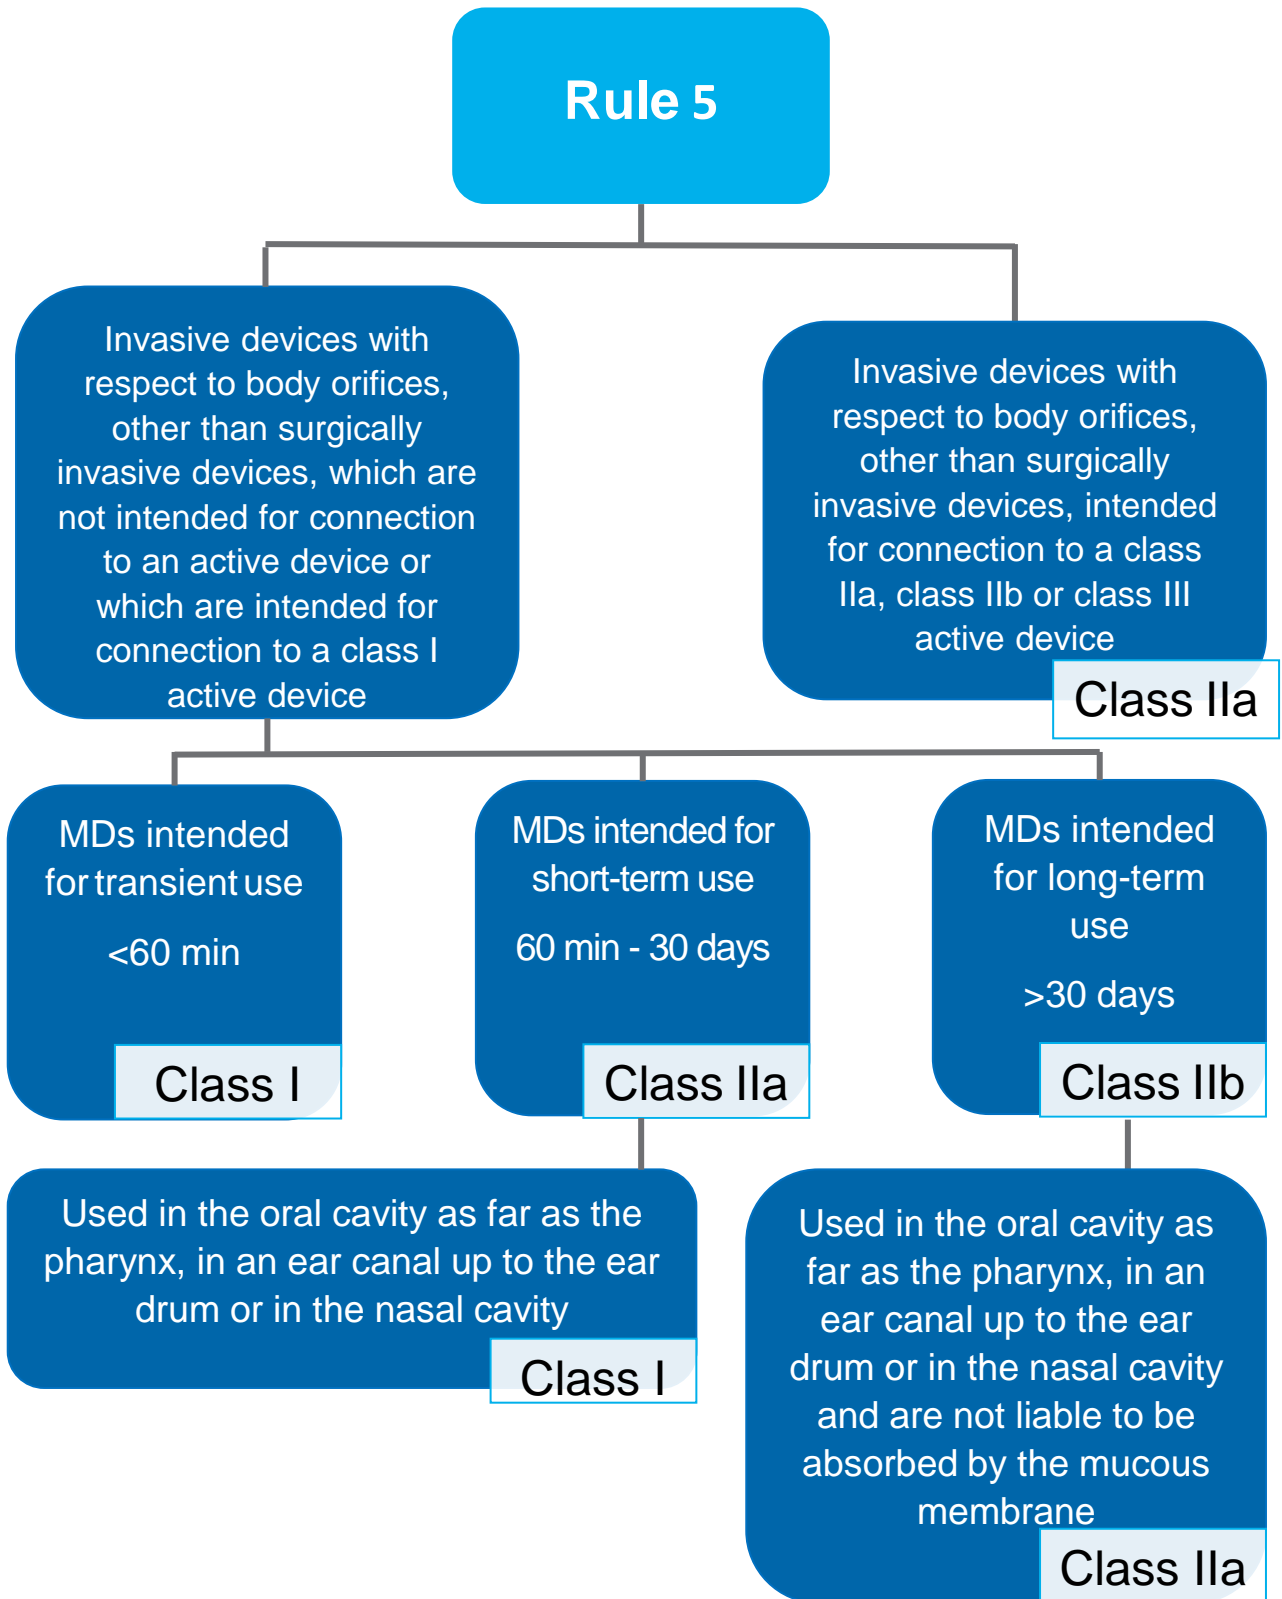 Rule 5
Invasive devices with
respect to body orifices,
other than surgically
invasive devices, which are
not intended for connection
to an active device or
which are intended for
connection to a class I
active device
Invasive devices with
respect to body orifices,
other than surgically
invasive devices, intended
for connection to a class
IIa, class IIb or class III
active device
Class IIa
MDs intended
for transient use
<60 min
Class I
MDs intended for
short-term use
60 min - 30 days
Class IIa
MDs intended
for long-term
use
>30 days
Class IIb
Used in the oral cavity as far as the
pharynx, in an ear canal up to the ear
drum or in the nasal cavity
Class I
Used in the oral cavity as
far as the pharynx, in an
ear canal up to the ear
drum or in the nasal cavity
and are not liable to be
absorbed by the mucous
membrane
Class IIa